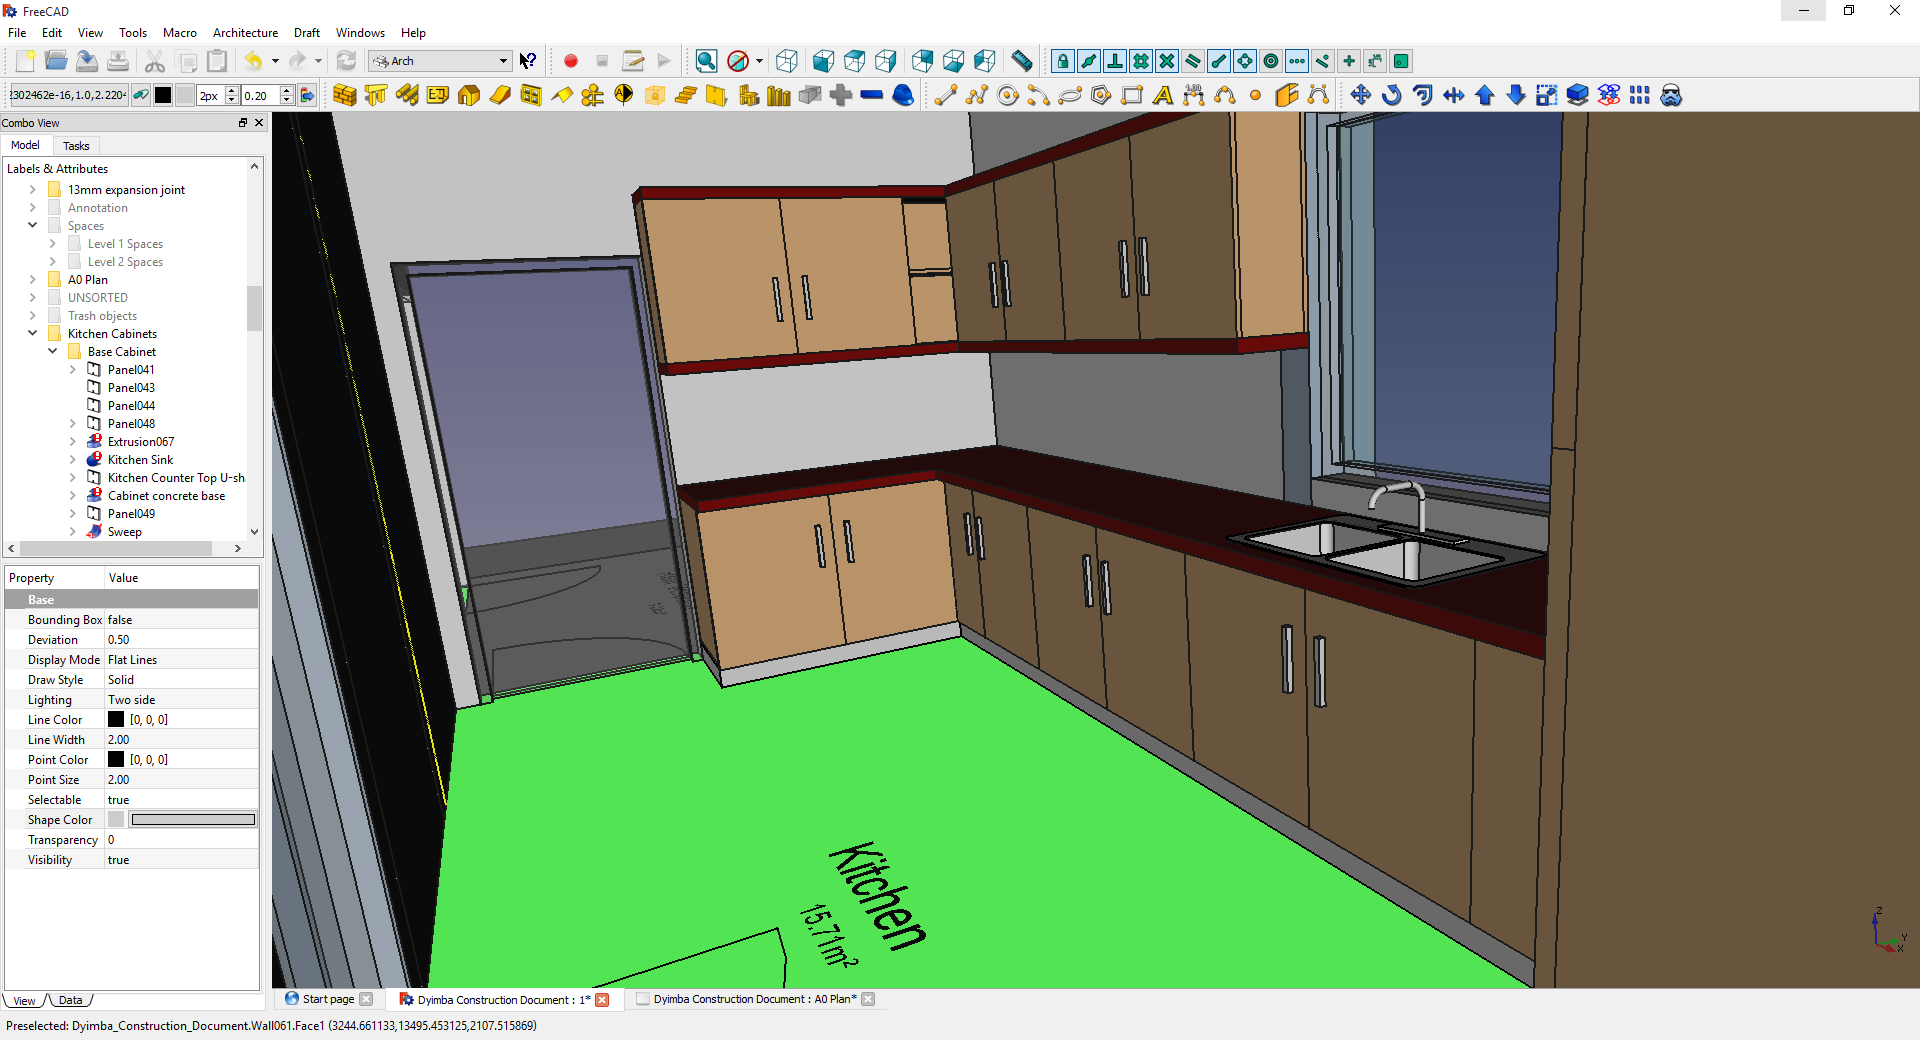 FreeCAD
File Edit View Tools Macro Architecture Draft Windows Help
Arch
2302462e-16,1.0,2.2204 2px 0.20
Combo View
Model Tasks
Labels & Attributes
13mm expansion joint
Annotation
Spaces
Level 1 Spaces
Level 2 Spaces
A0 Plan
UNSORTED
Trash objects
Kitchen Cabinets
Base Cabinet
Panel041
Panel043
Panel044
Panel048
Extrusion067
Kitchen Sink
Kitchen Counter Top U-sh
Cabinet concrete base
Panel049
Sweep
Property Value
Base
Bounding Box false
Deviation 0.50
Display Mode Flat Lines
Draw Style Solid
Lighting Two side
Line Color [0, 0, 0]
Line Width 2.00
Point Color [0, 0, 0]
Point Size 2.00
Selectable true
Shape Color
Transparency 0
Visibility true
View Data
Kitchen
15.71m²
Z
Y
X
Start page
Dyimba Construction Document : 1*
Dyimba Construction Document : A0 Plan*
Preselected: Dyimba_Construction_Document.Wall061.Face1 (3244.661133,13495.453125,2107.515869)